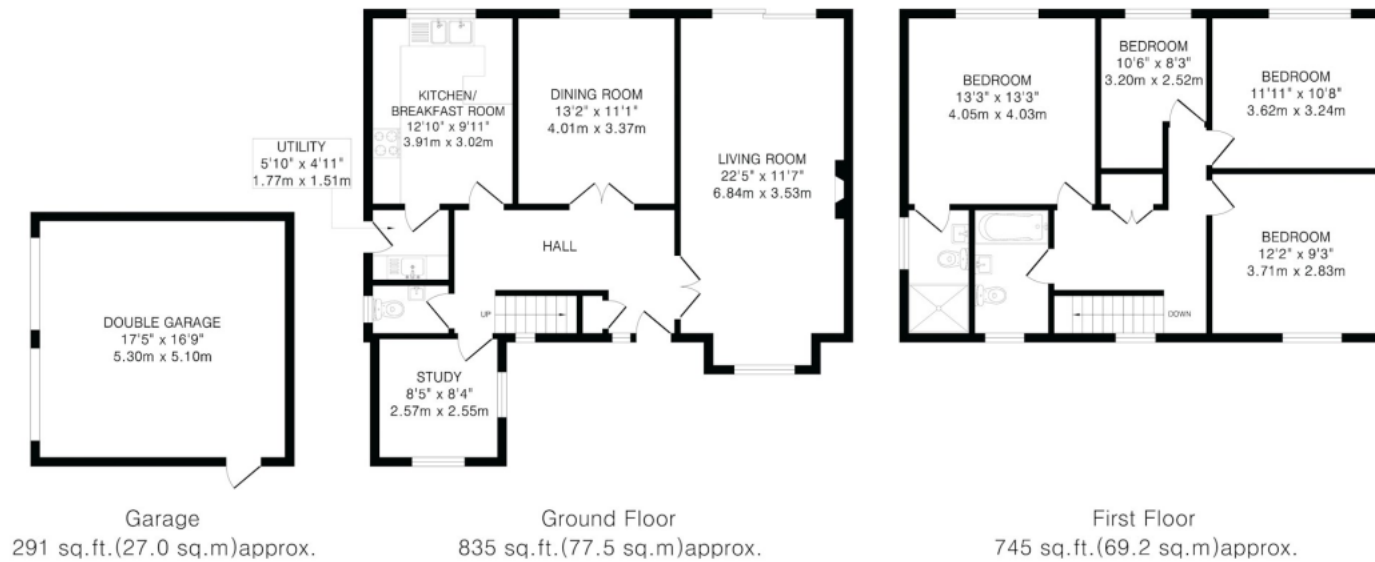 UTILITY
5'10" x 4'11"
1.77m x 1.51m
DOUBLE GARAGE
17'5" x 16'9"
5.30m x 5.10m
Garage
291 sq.ft.(27.0 sq.m)approx.
KITCHEN/
BREAKFAST ROOM
12'10" x 9'11"
3.91m x 3.02m
DINING ROOM
13'2" x 11'1"
4.01m x 3.37m
LIVING ROOM
22'5" x 11'7"
6.84m x 3.53m
HALL
UP
STUDY
8'5" x 8'4"
2.57m x 2.55m
Ground Floor
835 sq.ft.(77.5 sq.m)approx.
BEDROOM
13'3" x 13'3"
4.05m x 4.03m
BEDROOM
10'6" x 8'3"
3.20m x 2.52m
BEDROOM
11'11" x 10'8"
3.62m x 3.24m
BEDROOM
12'2" x 9'3"
3.71m x 2.83m
DOWN
First Floor
745 sq.ft.(69.2 sq.m)approx.